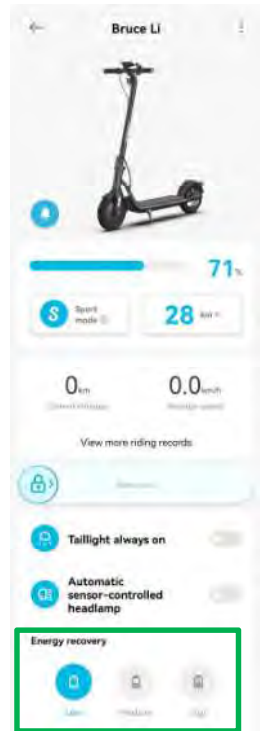 Bruce Li
71%
Sport
mode
28 km
0km
0.0km/h
View more riding records
Taillight always on
Automatic
sensor-controlled
headlamp
Energy recovery